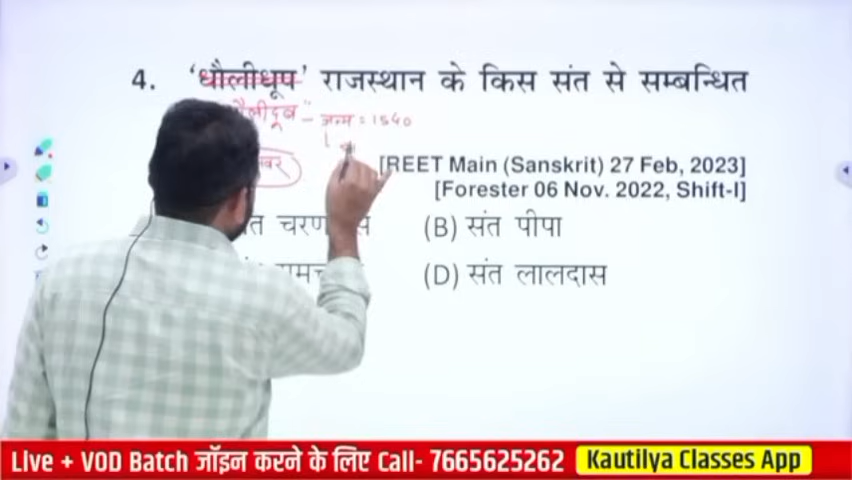 4. 'धौलीधूप' राजस्थान के किस संत से सम्बन्धित
जन्म = 1540
[REET Main (Sanskrit) 27 Feb, 2023]
[Forester 06 Nov. 2022, Shift-I]
(B) संत पीपा
(D) संत लालदास
Live + VOD Batch जॉइन करने के लिए Call- 7665625262 Kautilya Classes App